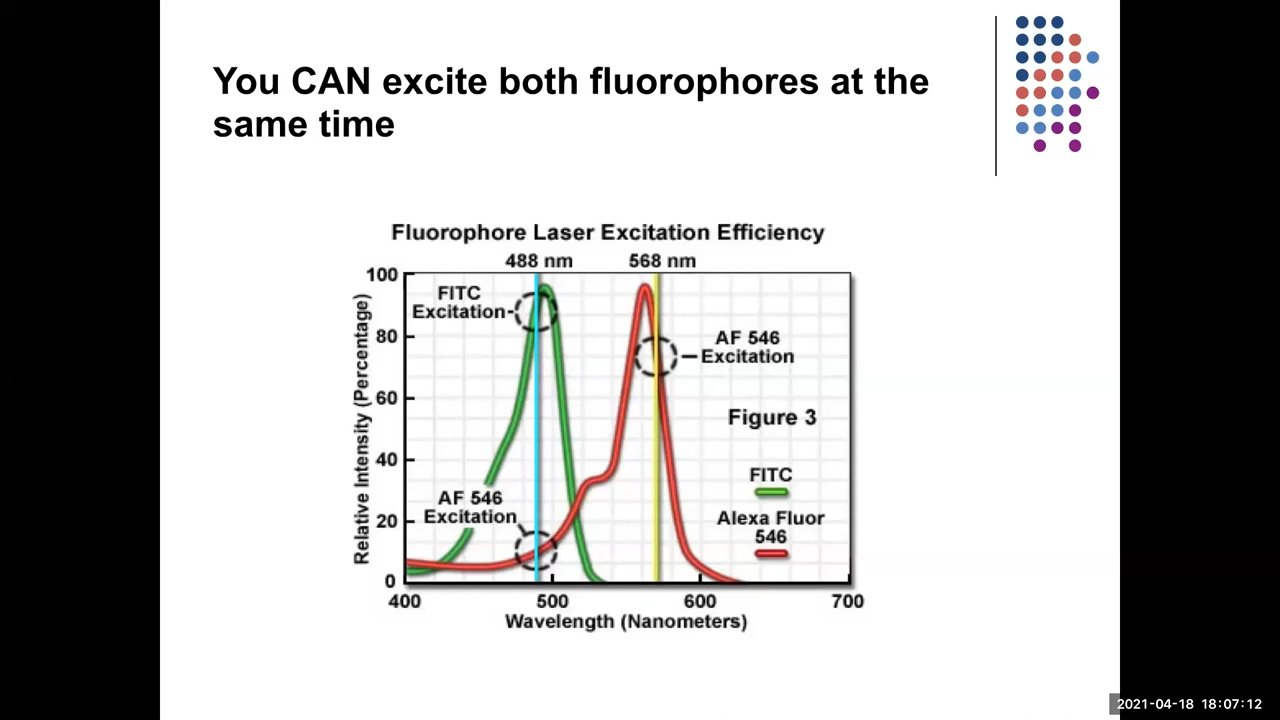 You CAN excite both fluorophores at the
same time
Fluorophore Laser Excitation Efficiency
488 nm 568 nm
100
80
60
40
20
0
Relative Intensity (Percentage)
FITC
Excitation
AF 546
Excitation
AF 546
Excitation
Figure 3
FITC
Alexa Fluor
546
400 500 600 700
Wavelength (Nanometers)
2021-04-18 18:07:12